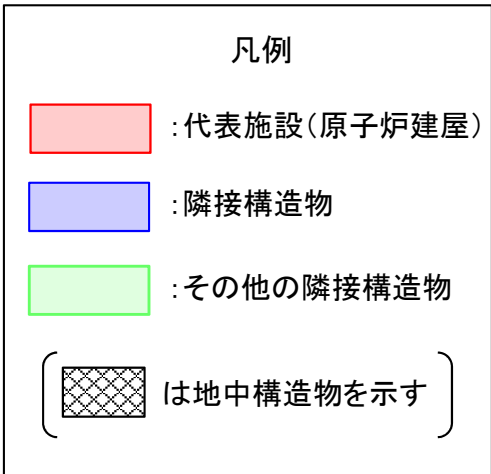 凡例
:代表施設(原子炉建屋)
:隣接構造物
:その他の隣接構造物
は地中構造物を示す